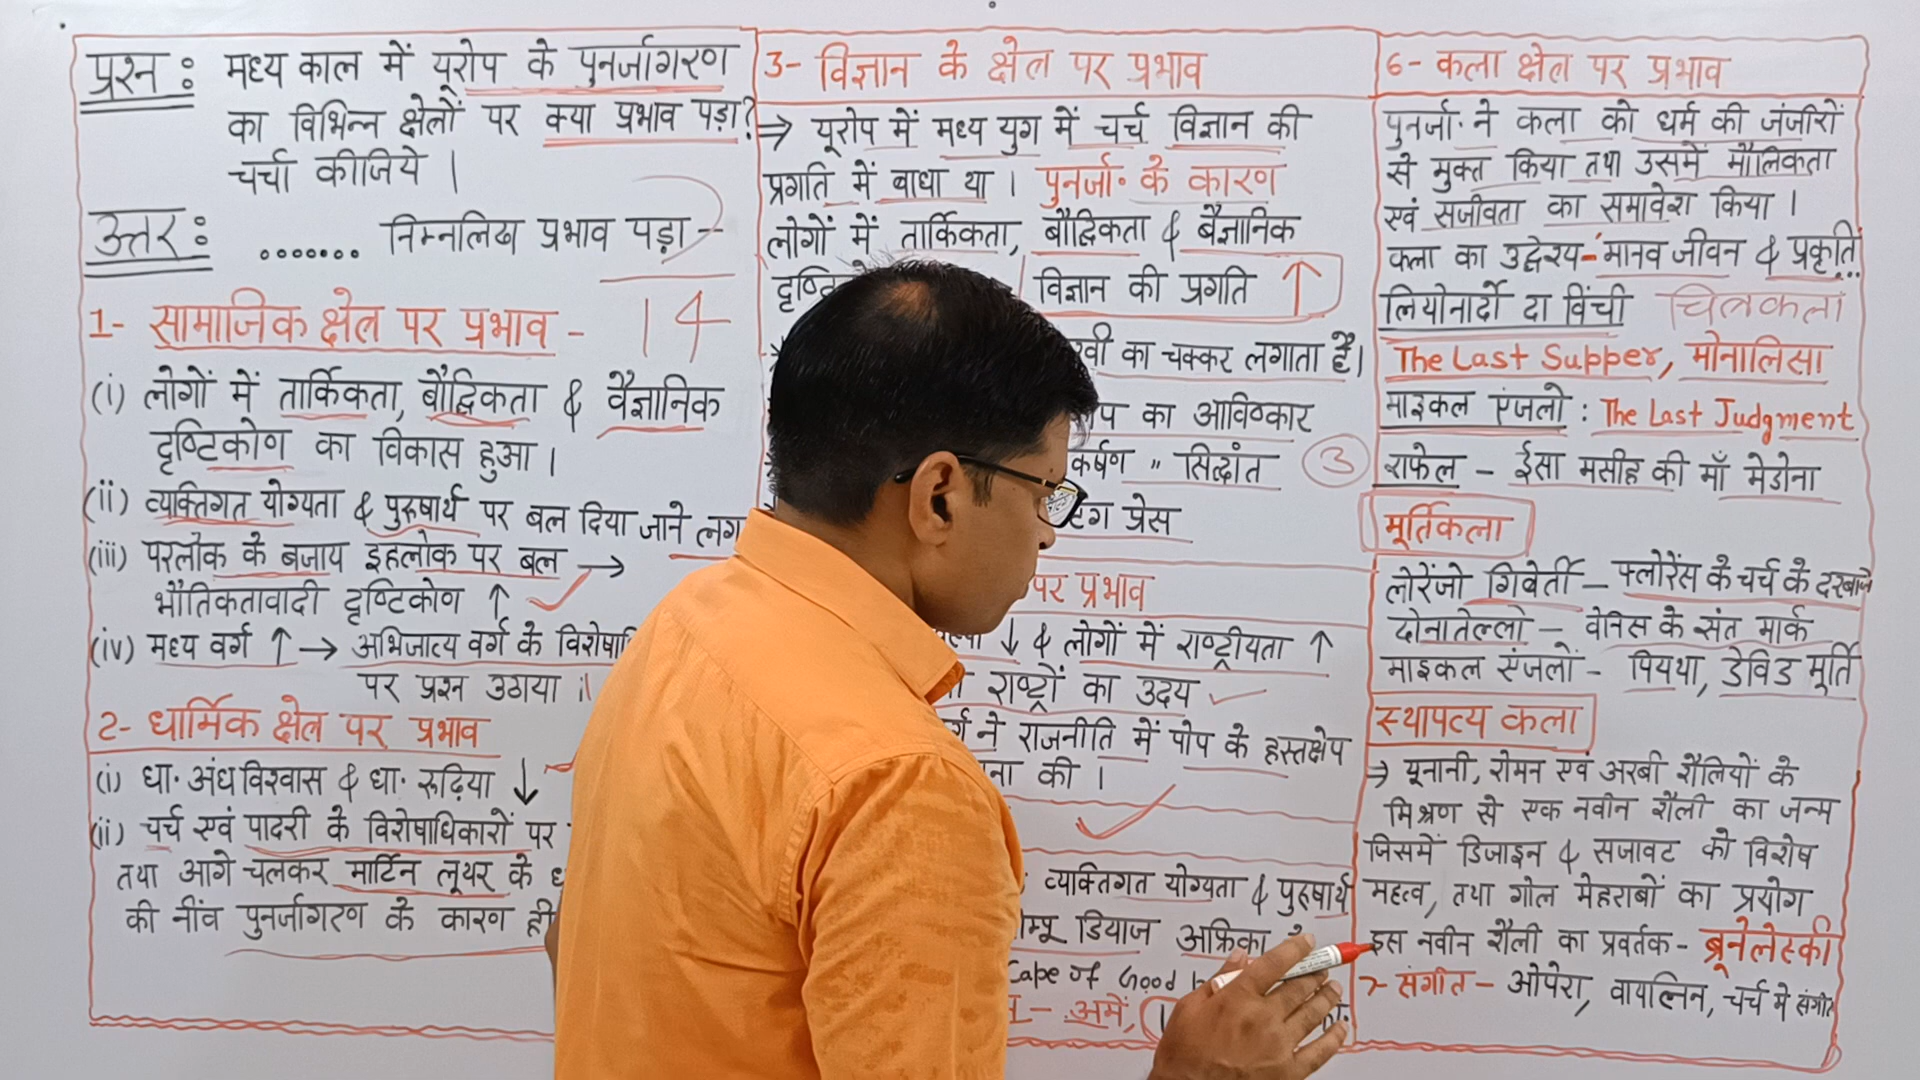 प्रश्न : मध्य काल में यूरोप के पुनर्जागरण
का विभिन्न क्षेत्रों पर क्या प्रभाव पड़ा?
चर्चा कीजिये ।
उत्तर : ....... निम्नलिख प्रभाव पड़ा -
14
1- सामाजिक क्षेत्र पर प्रभाव -
(i) लोगों में तार्किकता, बौद्धिकता & वैज्ञानिक
दृष्टिकोण का विकास हुआ ।
(ii) व्यक्तिगत योग्यता & पुरूषार्थ पर बल दिया जाने लग
(iii) परलोक के बजाय इहलोक पर बल →
भौतिकतावादी दृष्टिकोण ↑
(iv) मध्य वर्ग ↑ → अभिजात्य वर्ग के
पर प्रश्न उठाया ।
2- धार्मिक क्षेत्र पर प्रभाव
(i) धा. अंधविश्वास & धा. रूढ़िया ↓
(ii) चर्च एवं पादरी के विशेषाधिकारों पर
तथा आगे चलकर मार्टिन लूथर के
की नींव पुनर्जागरण के कारण ही
3- विज्ञान के क्षेत्र पर प्रभाव
⇒ यूरोप में मध्य युग में चर्च विज्ञान की
प्रगति में बाधा था । पुनर्जा. के कारण
लोगों में तार्किकता, बौद्धिकता & वैज्ञानिक
विज्ञान की प्रगति ↑
का चक्कर लगाता है।
का आविष्कार
" सिद्धांत 3
प्रेस
पर प्रभाव
↓ & लोगों में राष्ट्रीयता ↑
राष्ट्रों का उदय
ने राजनीति में पोप के हस्तक्षेप
की ।
व्यक्तिगत योग्यता & पुरूषार्थ
डियाज अफ्रिका
Cape of Good
- अमें,
6- कला क्षेत्र पर प्रभाव
पुनर्जा. ने कला को धर्म की जंजीरों
से मुक्त किया तथा उसमें मौलिकता
एवं सजीवता का समावेश किया ।
कला का उद्देश्य - मानव जीवन & प्रकृति...
लियोनार्दो दा विंची चित्रकला
The Last Supper, मोनालिसा
माइकल एंजलो : The Last Judgment
राफेल - ईसा मसीह की माँ मेडोना
मूर्तिकला
लोरेंजो गिबेर्ती - फ्लोरेंस के चर्च के दरबाजे
दोनातेल्लो - वेनिस के संत मार्क
माइकल एंजलों - पियथा, डेविड मूर्ति
स्थापत्य कला
⇒ यूनानी, रोमन एवं अरबी शैलियों के
मिश्रण से एक नवीन शैली का जन्म
जिसमें डिजाइन & सजावट को विशेष
महत्व, तथा गोल मेहराबों का प्रयोग
इस नवीन शैली का प्रवर्तक - ब्रूनेलेस्की
7- संगीत - ओपेरा, वायलिन, चर्च में संगीत